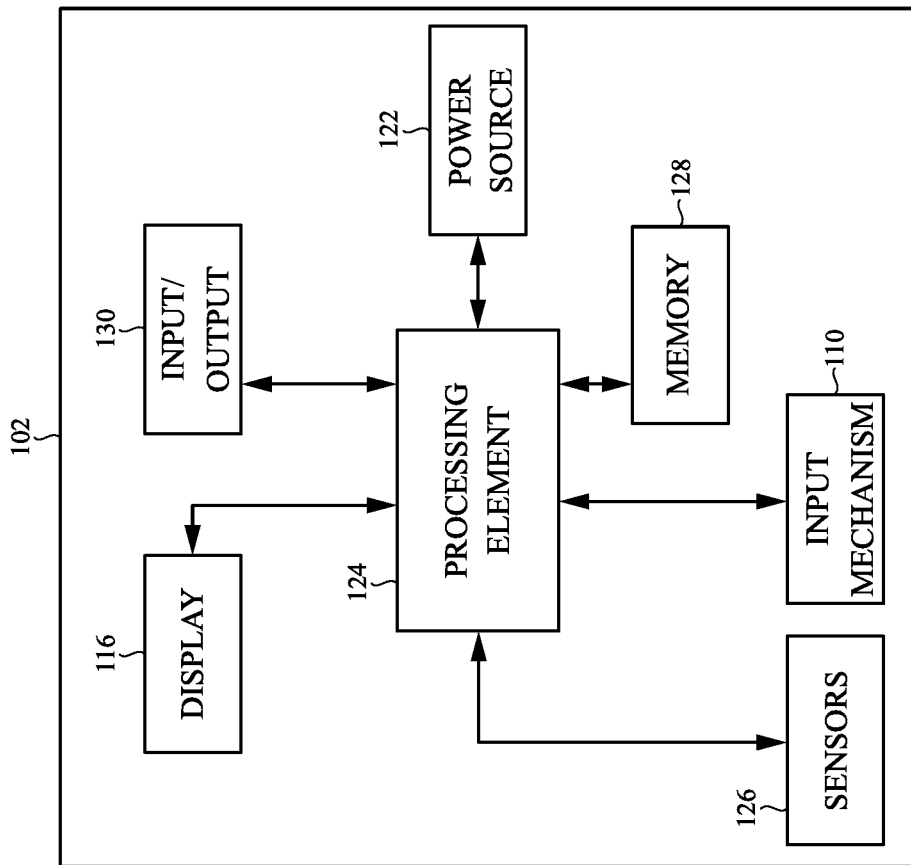 102
116
DISPLAY
130
INPUT/
OUTPUT
124
PROCESSING
ELEMENT
122
POWER
SOURCE
126
SENSORS
INPUT
MECHANISM
110
MEMORY
128